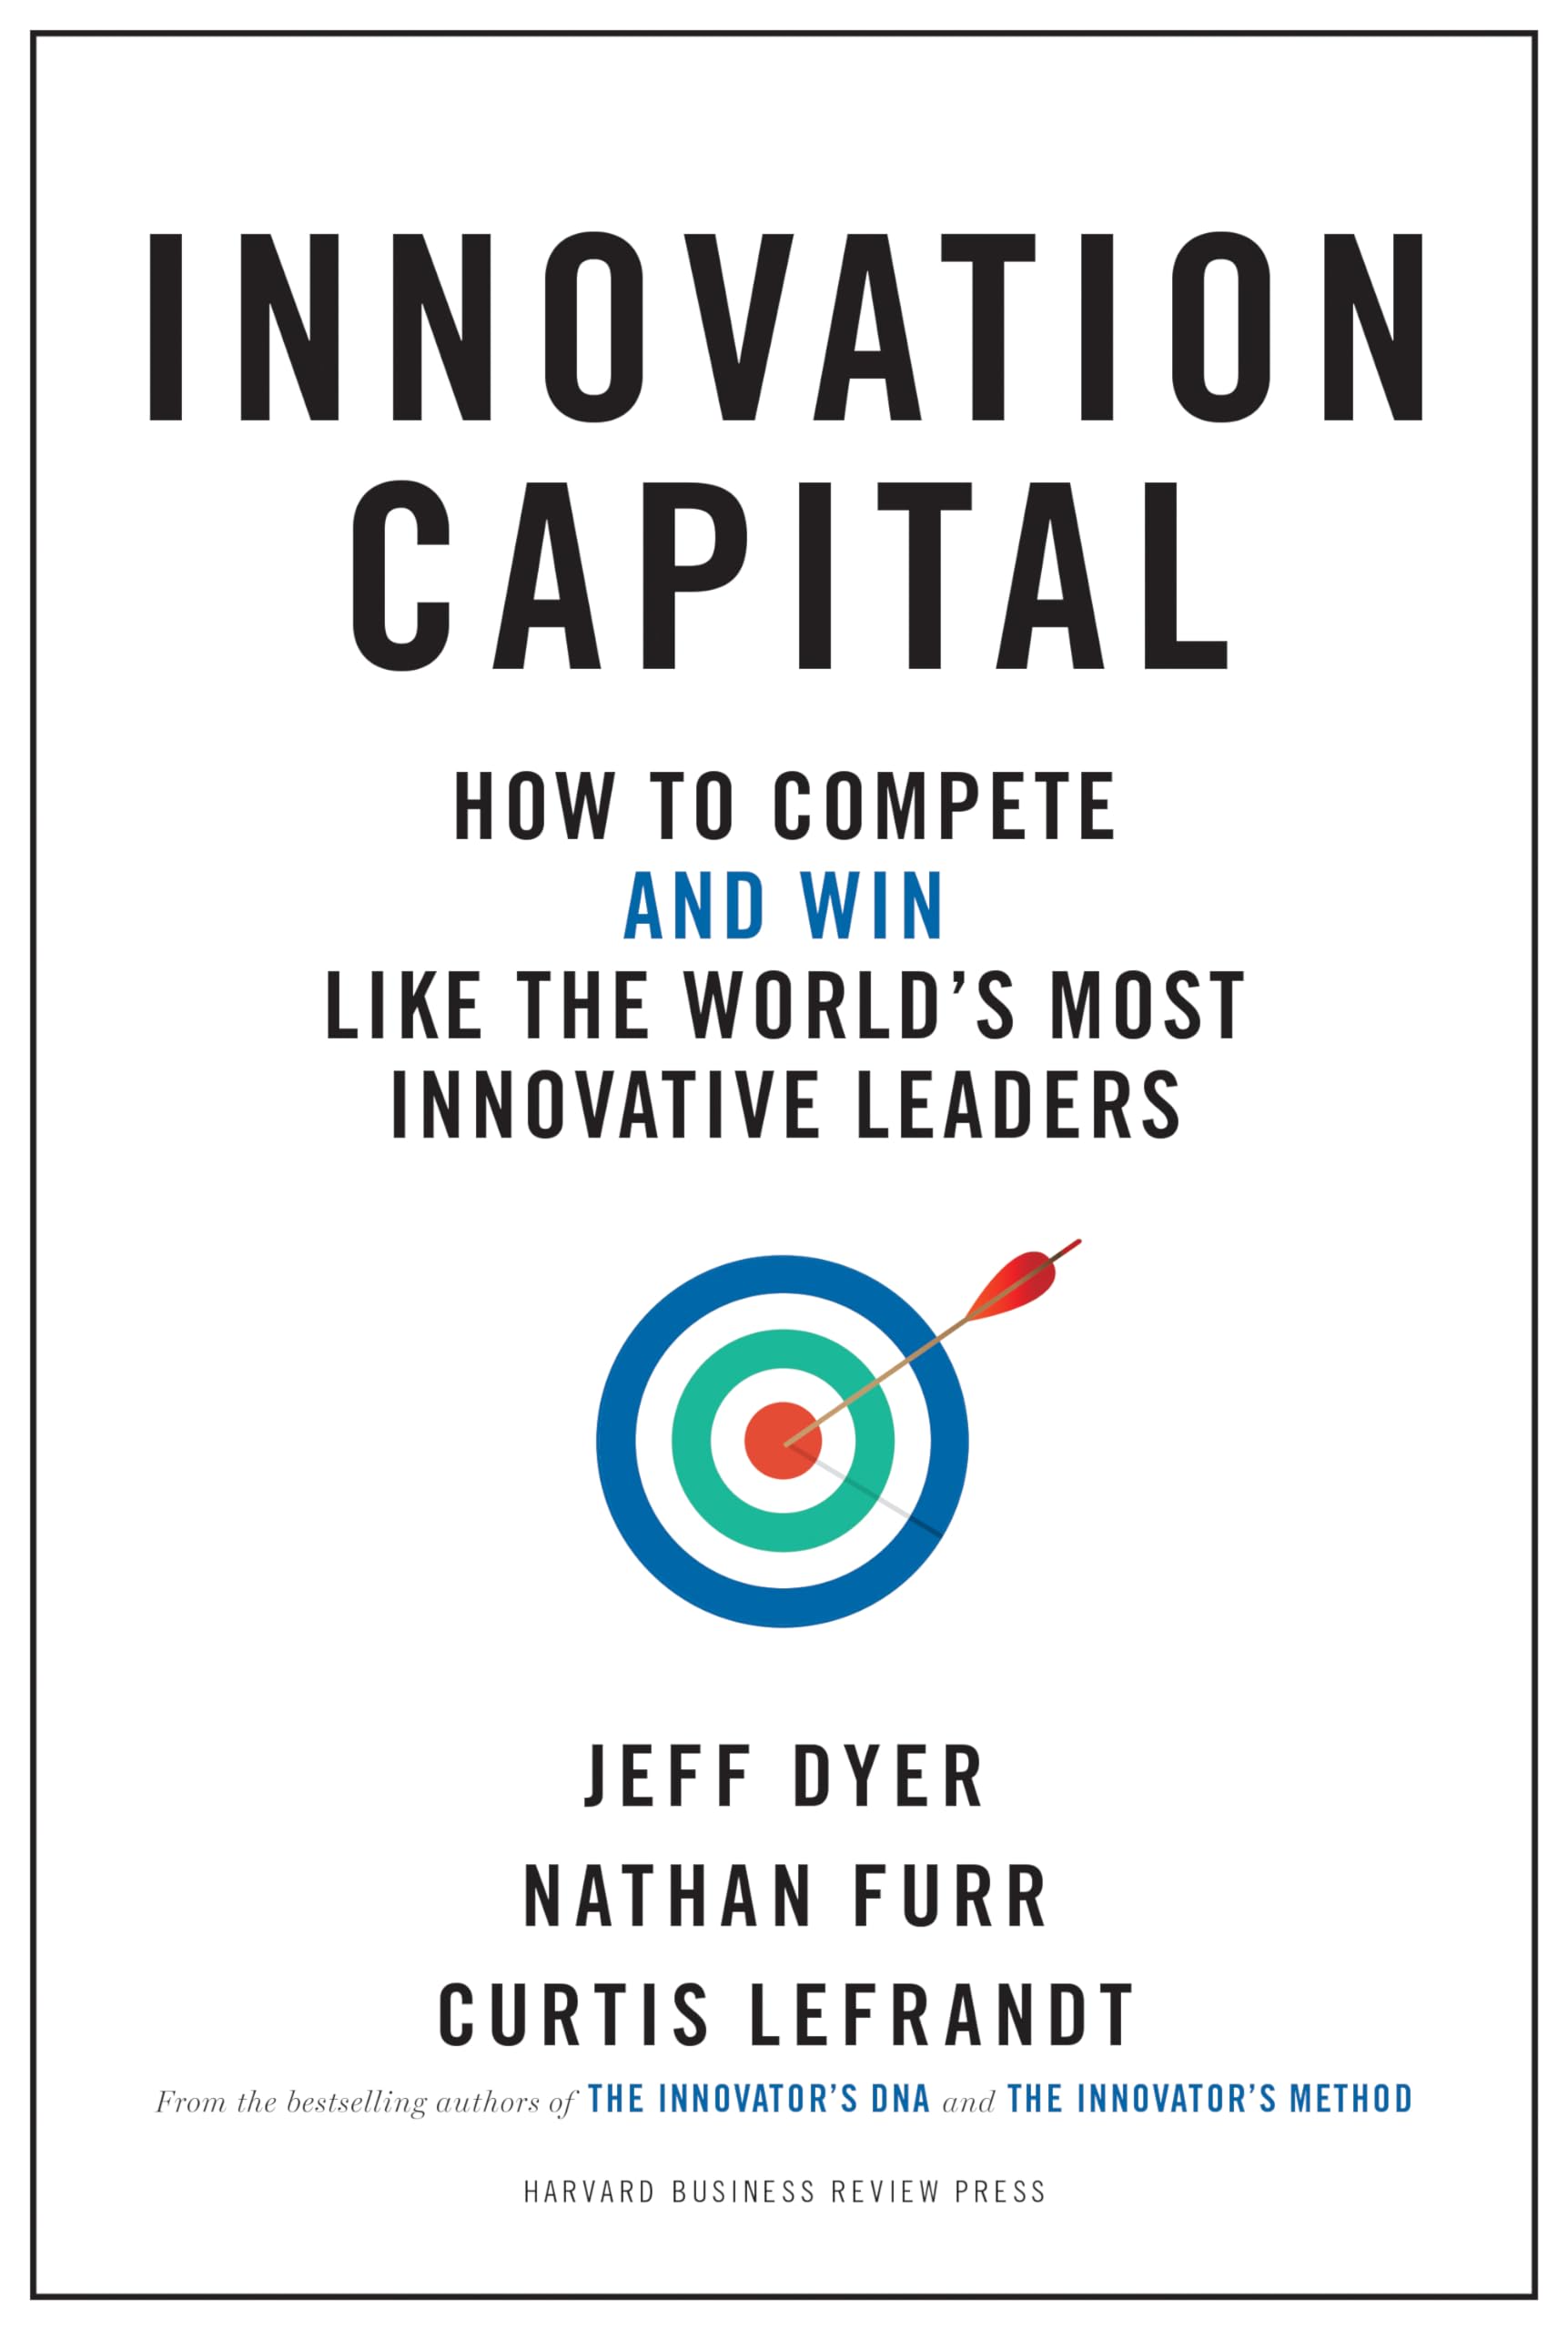 INNOVATION
CAPITAL
HOW TO COMPETE
AND WIN
LIKE THE WORLD’S MOST
INNOVATIVE LEADERS
JEFF DYER
NATHAN FURR
CURTIS LEFRANDT
From the bestselling authors of THE INNOVATOR’S DNA and THE INNOVATOR’S METHOD
HARVARD BUSINESS REVIEW PRESS